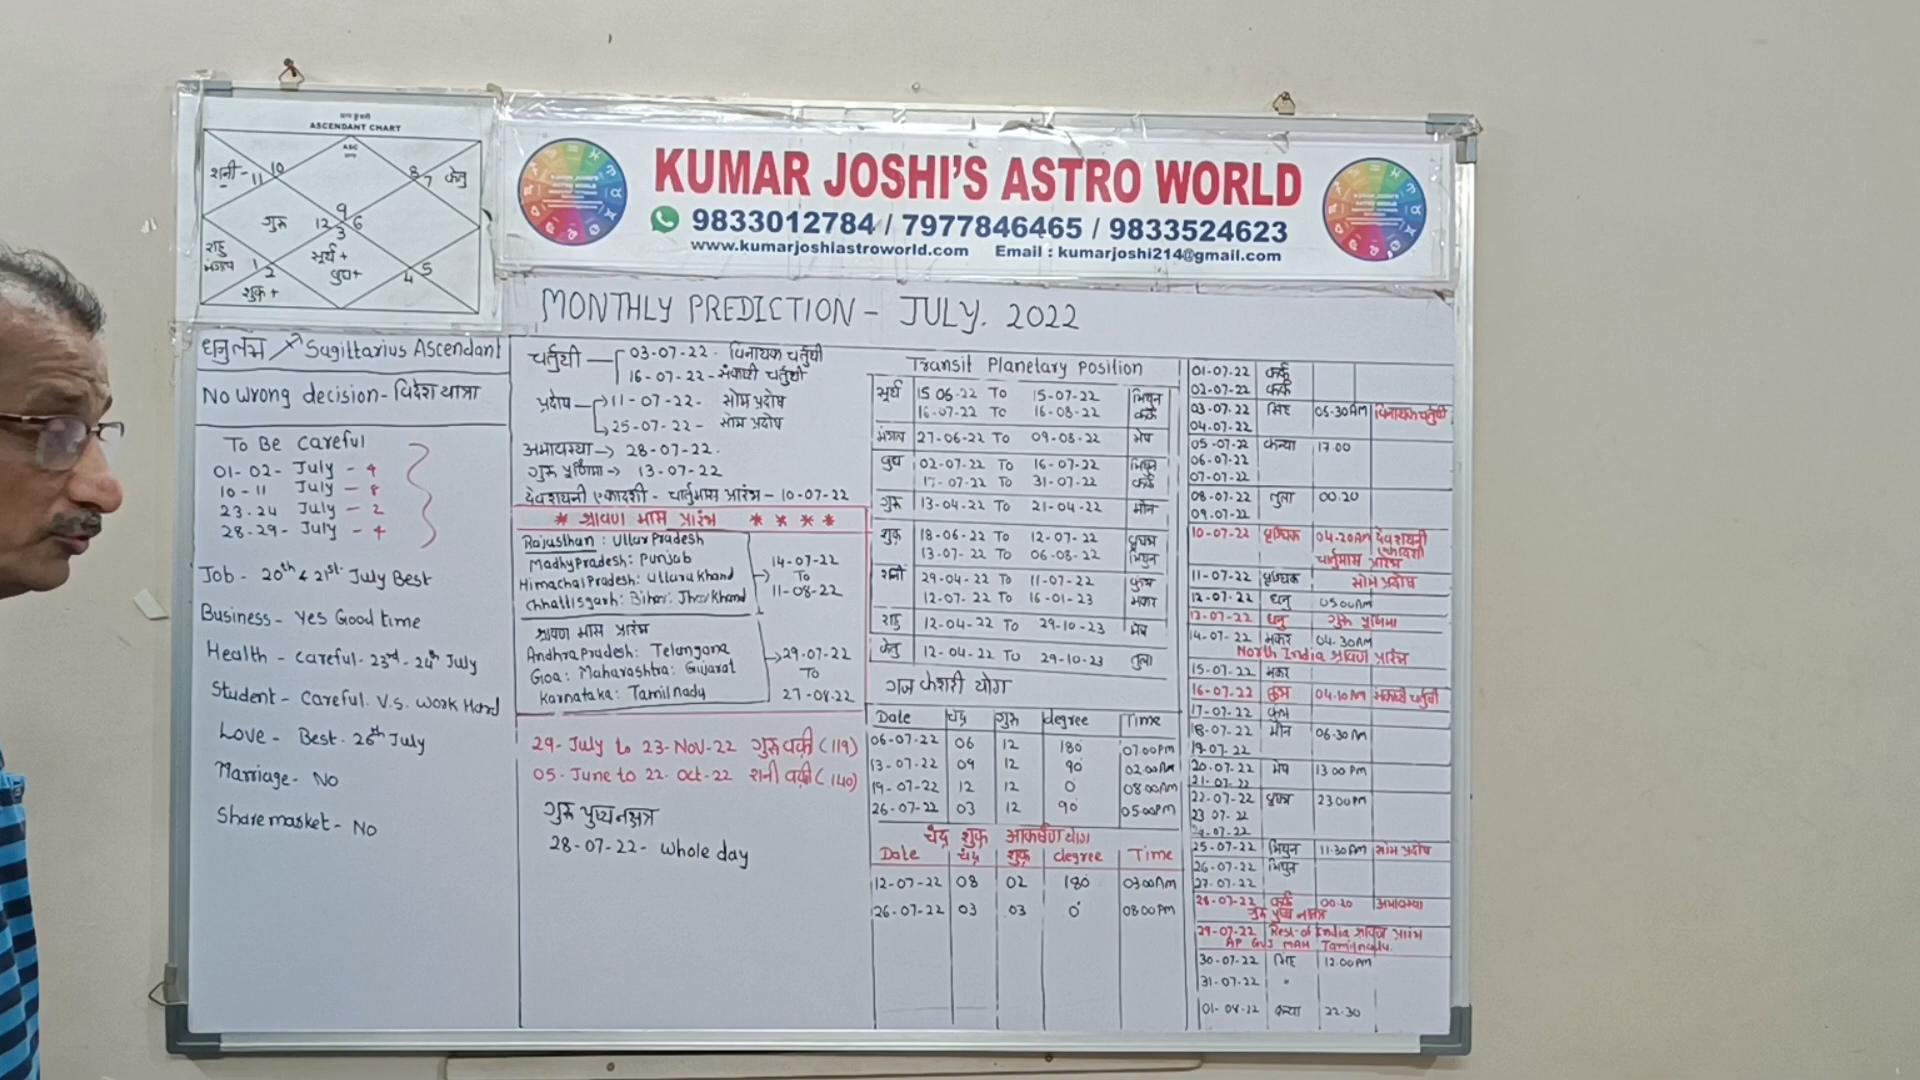 लग्न कुंडली
ASCENDANT CHART
ASC
लग्न
शनी - 11 10
8 7 केतु
गुरु 12 9 6
3
राहु
मंगल 1
2
सूर्य +
बुध +
शुक्र +
4 5
KUMAR JOSHI'S ASTRO WORLD
9833012784 / 7977846465 / 9833524623
www.kumarjoshiastroworld.com Email : kumarjoshi214@gmail.com
MONTHLY PREDICTION - JULY. 2022
धनु लग्न Sagittarius Ascendant
No wrong decision - विदेश यात्रा
To Be Careful
01-02- July - 4
10-11 July - 8
23.24 July - 2
28.29- July - 4
Job - 20th & 21st July Best
Business - Yes Good time
Health - careful. 23rd - 24th July
Student - Careful. V.S. Work Hard
Love - Best. 26th July
Marriage - No
Share market - No
चर्तुथी 03-07-22 - विनायक चर्तुथी
16-07-22 - संकष्टी चर्तुथी
प्रदोष 11-07-22 - सोम प्रदोष
25-07-22 - सोम प्रदोष
अमावस्या → 28-07-22.
गुरु पूर्णिमा → 13-07-22
देवशयनी एकादशी - चार्तुमास प्रारंभ - 10-07-22
* श्रावण मास प्रारंभ * * * *
Rajasthan : Uttar Pradesh
Madhypradesh : Punjab
Himachal Pradesh : Uttara Khand
Chhattisgarh : Bihar : Jharkhand
14-07-22
To
11-08-22
श्रावण मास प्रारंभ
Andhra Pradesh : Telangana
Goa : Maharashtra : Gujarat
Karnataka : Tamilnadu
29-07-22
To
27-08-22
29- July to 23-Nov-22 गुरु वक्री (119)
05- June to 22. Oct-22 शनी वक्री (140)
गुरु पुष्य नक्षत्र
28-07-22 - whole day
Transit Planetary Position
सूर्य 15 06-22 To 15-07-22 मिथुन
16-07-22 To 16-08-22 कर्क
मंगल 27-06-22 To 09-08-22 मेष
बुध 02-07-22 To 16-07-22 मिथुन
17-07-22 To 31-07-22 कर्क
गुरु 13-04-22 To 21-04-22 मीन
शुक्र 18-06-22 To 12-07-22 वृषभ
13-07-22 To 06-08-22 मिथुन
शनी 29-04-22 To 11-07-22 कुंभ
12-07-22 To 16-01-23 मकर
राहु 12-04-22 To 29-10-23 मेष
केतु 12-04-22 To 29-10-23 तुला
गज केशरी योग
Date चंद्र गुरु degree Time
06-07-22 06 12 180 07.00PM
13-07-22 09 12 90 02.00AM
19-07-22 12 12 0 08.00AM
26-07-22 03 12 90 05.00PM
चंद्र शुक्र आकर्षण योग
Date चंद्र शुक्र degree Time
12-07-22 08 02 180 03.00AM
26-07-22 03 03 0 08.00 PM
01-07-22 कर्क
02-07-22 कर्क
03-07-22 सिंह 05.30AM विनायक चर्तुथी
04-07-22
05-07-22 कन्या 17.00
06-07-22
07-07-22
08-07-22 तुला 00.20
09-07-22
10-07-22 वृश्चिक 04.20AM देवशयनी एकादशी
चार्तुमास प्रारंभ
11-07-22 वृश्चिक सोम प्रदोष
12-07-22 धनु 05.00AM
13-07-22 धनु गुरु पूर्णिमा
14-07-22 मकर 04.30AM
North India श्रावण प्रारंभ
15-07-22 मकर
16-07-22 कुंभ 04.10AM संकष्टी चर्तुथी
17-07-22 कुंभ
18-07-22 मीन 06.30AM
19-07-22
20-07-22 मेष 13 00 PM
21-07-22
22-07-22 वृषभ 23 00 PM
23 07-22
24-07-22
25-07-22 मिथुन 11.30AM सोम प्रदोष
26-07-22 मिथुन
27-07-22
28-07-22 कर्क 00.20 अमावस्या
गुरु पुष्य नक्षत्र
29-07-22 Rest of India श्रावण प्रारंभ
AP GUJ MAH Tamilnadu.
30-07-22 सिंह 12.00PM
31-07-22 "
01-08-22 कन्या 22.30